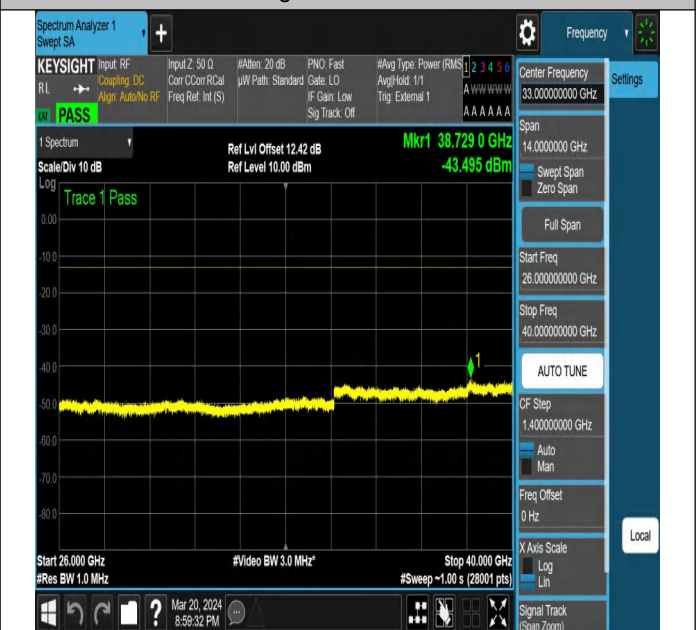 Spectrum Analyzer 1
Swept SA
Frequency
KEYSIGHT
RL
PASS
Input: RF
Coupling: DC
Align: Auto/No RF
Input Z: 50 Ω
Corr CCorr RCal
Freq Ref: Int (S)
#Atten: 20 dB
µW Path: Standard
PNO: Fast
Gate: LO
IF Gain: Low
Sig Track: Off
#Avg Type: Power (RMS
Avg|Hold: 1/1
Trig: External 1
1 2 3 4 5 6
A W W W W W
A A A A A A
1 Spectrum
Scale/Div 10 dB
Ref Lvl Offset 12.42 dB
Ref Level 10.00 dBm
Mkr1 38.729 0 GHz
-43.495 dBm
Log
Trace 1 Pass
0.00
-10.0
-20.0
-30.0
-40.0
-50.0
-60.0
-70.0
-80.0
1
Start 26.000 GHz
#Res BW 1.0 MHz
#Video BW 3.0 MHz*
Stop 40.000 GHz
#Sweep ~1.00 s (28001 pts)
Mar 20, 2024
8:59:32 PM
Center Frequency
33.000000000 GHz
Settings
Span
14.0000000 GHz
Swept Span
Zero Span
Full Span
Start Freq
26.000000000 GHz
Stop Freq
40.000000000 GHz
AUTO TUNE
CF Step
1.400000000 GHz
Auto
Man
Freq Offset
0 Hz
X Axis Scale
Log
Lin
Local
Signal Track
(Span Zoom)